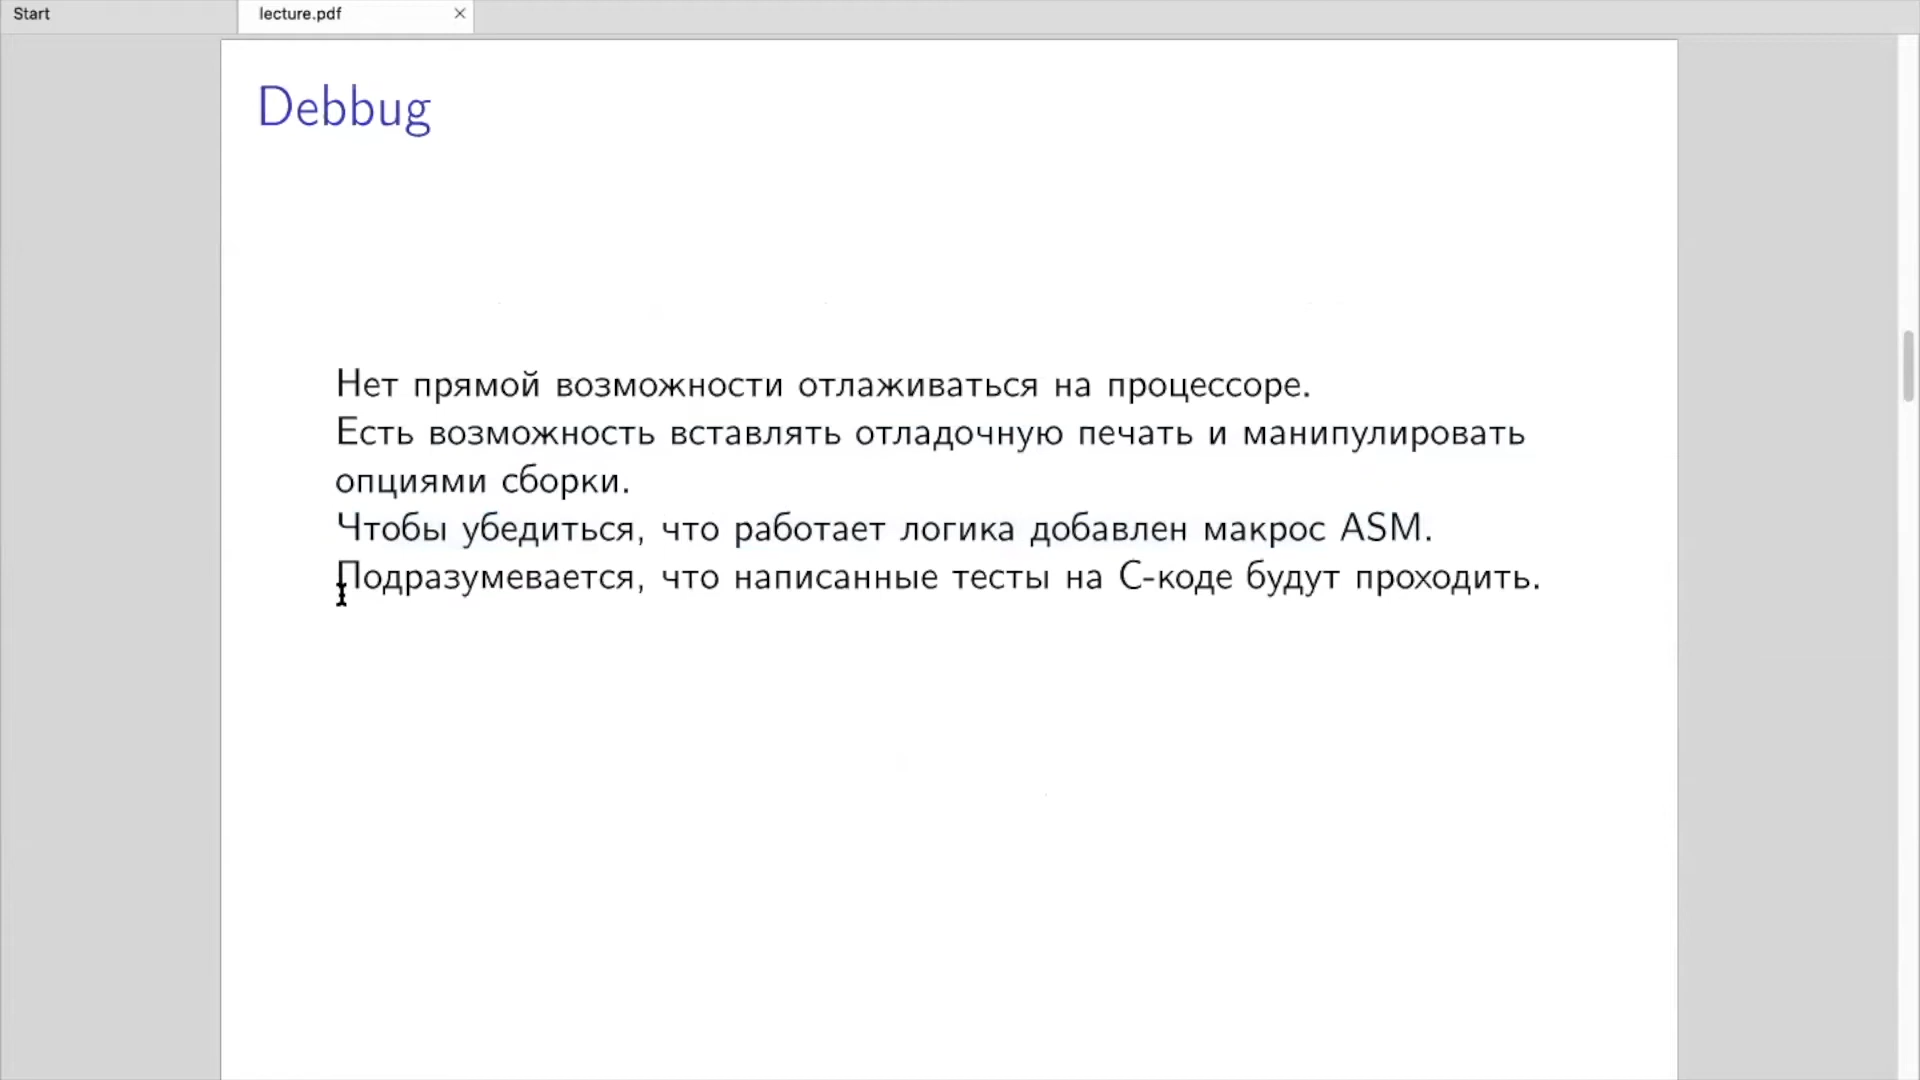 Start
lecture.pdf
Debbug
Нет прямой возможности отлаживаться на процессоре.
Есть возможность вставлять отладочную печать и манипулировать
опциями сборки.
Чтобы убедиться, что работает логика добавлен макрос ASM.
Подразумевается, что написанные тесты на С-коде будут проходить.